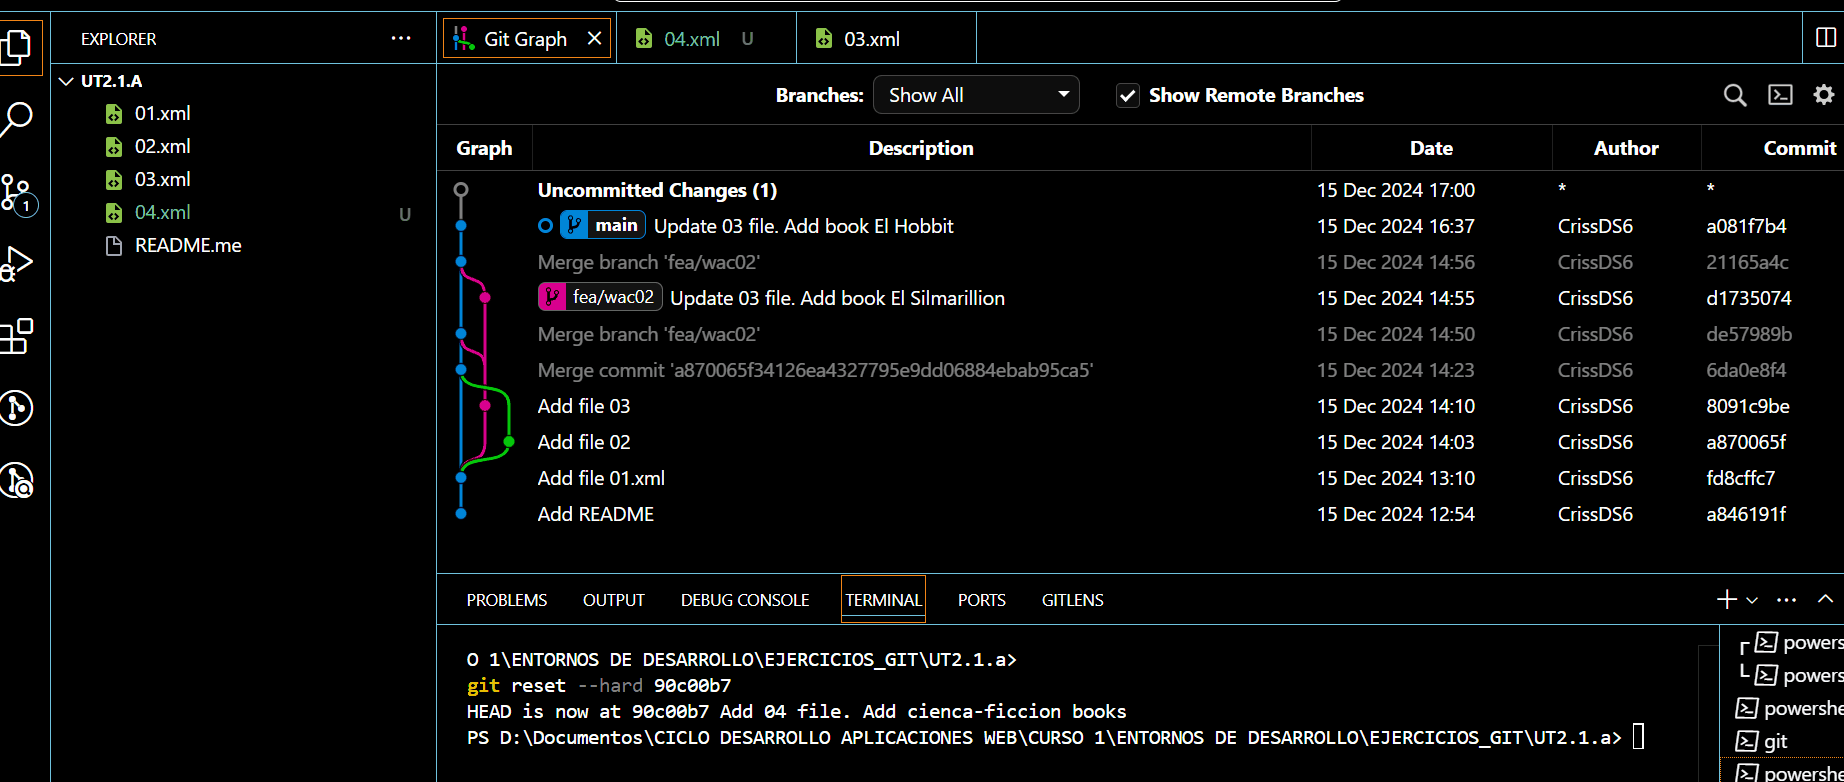 EXPLORER
Git Graph
04.xml U
03.xml
UT2.1.A
01.xml
02.xml
03.xml
04.xml U
README.me
1
Branches: Show All Show Remote Branches
Graph Description Date Author Commit
Uncommitted Changes (1) 15 Dec 2024 17:00 * *
main Update 03 file. Add book El Hobbit 15 Dec 2024 16:37 CrissDS6 a081f7b4
Merge branch 'fea/wac02' 15 Dec 2024 14:56 CrissDS6 21165a4c
fea/wac02 Update 03 file. Add book El Silmarillion 15 Dec 2024 14:55 CrissDS6 d1735074
Merge branch 'fea/wac02' 15 Dec 2024 14:50 CrissDS6 de57989b
Merge commit 'a870065f34126ea4327795e9dd06884ebab95ca5' 15 Dec 2024 14:23 CrissDS6 6da0e8f4
Add file 03 15 Dec 2024 14:10 CrissDS6 8091c9be
Add file 02 15 Dec 2024 14:03 CrissDS6 a870065f
Add file 01.xml 15 Dec 2024 13:10 CrissDS6 fd8cffc7
Add README 15 Dec 2024 12:54 CrissDS6 a846191f
PROBLEMS OUTPUT DEBUG CONSOLE TERMINAL PORTS GITLENS
O 1\ENTORNOS DE DESARROLLO\EJERCICIOS_GIT\UT2.1.a>
git reset --hard 90c00b7
HEAD is now at 90c00b7 Add 04 file. Add cienca-ficcion books
PS D:\Documentos\CICLO DESARROLLO APLICACIONES WEB\CURSO 1\ENTORNOS DE DESARROLLO\EJERCICIOS_GIT\UT2.1.a>
powers
powers
powershe
git
powershe